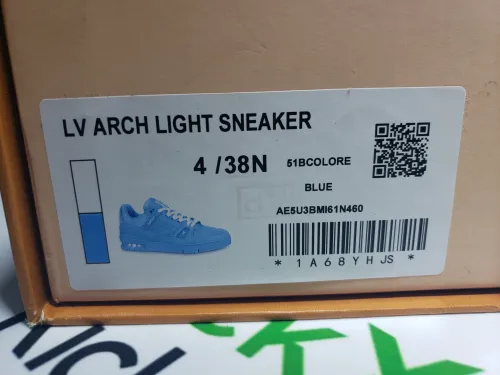 LV ARCH LIGHT SNEAKER
4 /38N
51BCOLORE
BLUE
AE5U3BMI61N460
* 1A68YHJS *